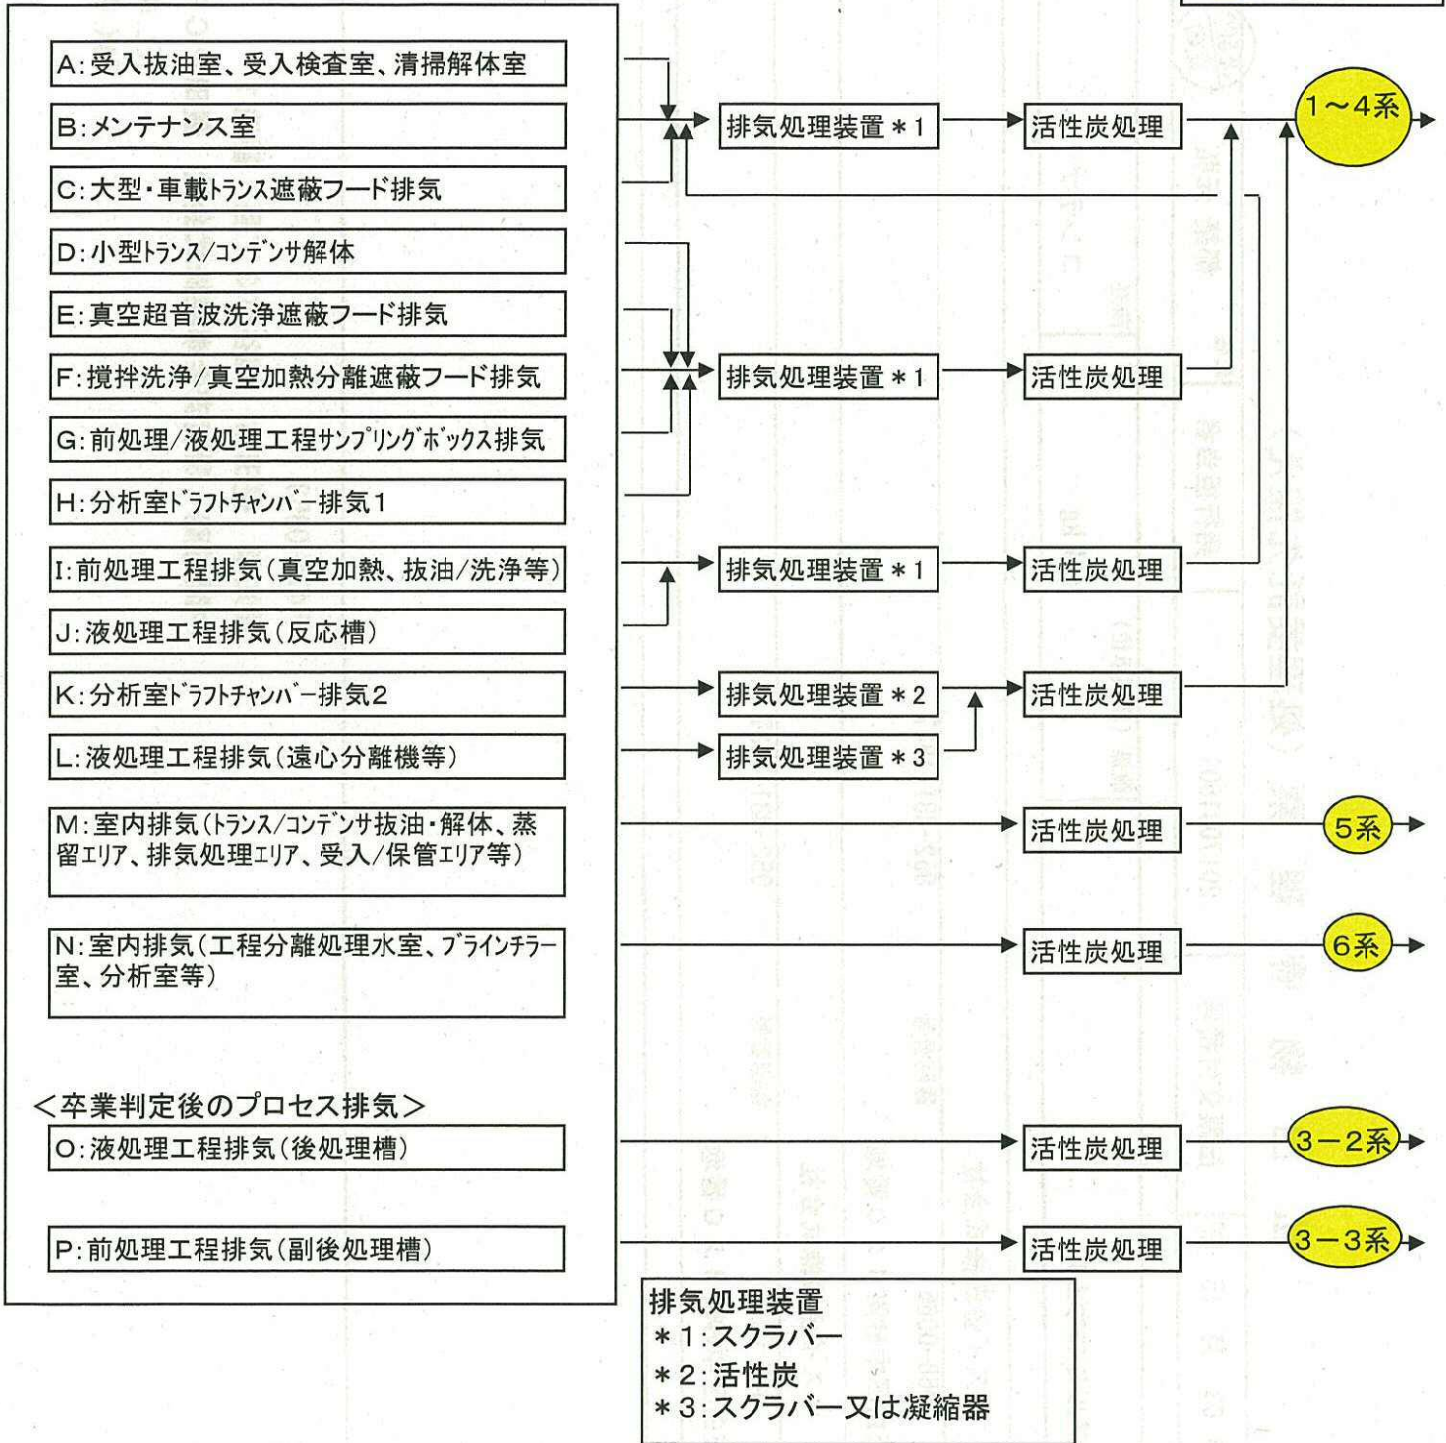 A:受入抜油室、受入検査室、清掃解体室
B:メンテナンス室
C:大型・車載トランス遮蔽フード排気
D:小型トランス/コンデンサ解体
E:真空超音波洗浄遮蔽フード排気
F:撹拌洗浄/真空加熱分離遮蔽フード排気
G:前処理/液処理工程サンプリングボックス排気
H:分析室ドラフトチャンバー排気1
I:前処理工程排気(真空加熱、抜油/洗浄等)
J:液処理工程排気(反応槽)
K:分析室ドラフトチャンバー排気2
L:液処理工程排気(遠心分離機等)
M:室内排気(トランス/コンデンサ抜油・解体、蒸
留エリア、排気処理エリア、受入/保管エリア等)
N:室内排気(工程分離処理水室、ブラインチラー
室、分析室等)
<卒業判定後のプロセス排気>
O:液処理工程排気(後処理槽)
P:前処理工程排気(副後処理槽)
排気処理装置*1
活性炭処理
1~4系
排気処理装置*1
活性炭処理
排気処理装置*1
活性炭処理
排気処理装置*2
活性炭処理
排気処理装置*3
活性炭処理
5系
活性炭処理
6系
活性炭処理
3-2系
活性炭処理
3-3系
排気処理装置
*1:スクラバー
*2:活性炭
*3:スクラバー又は凝縮器